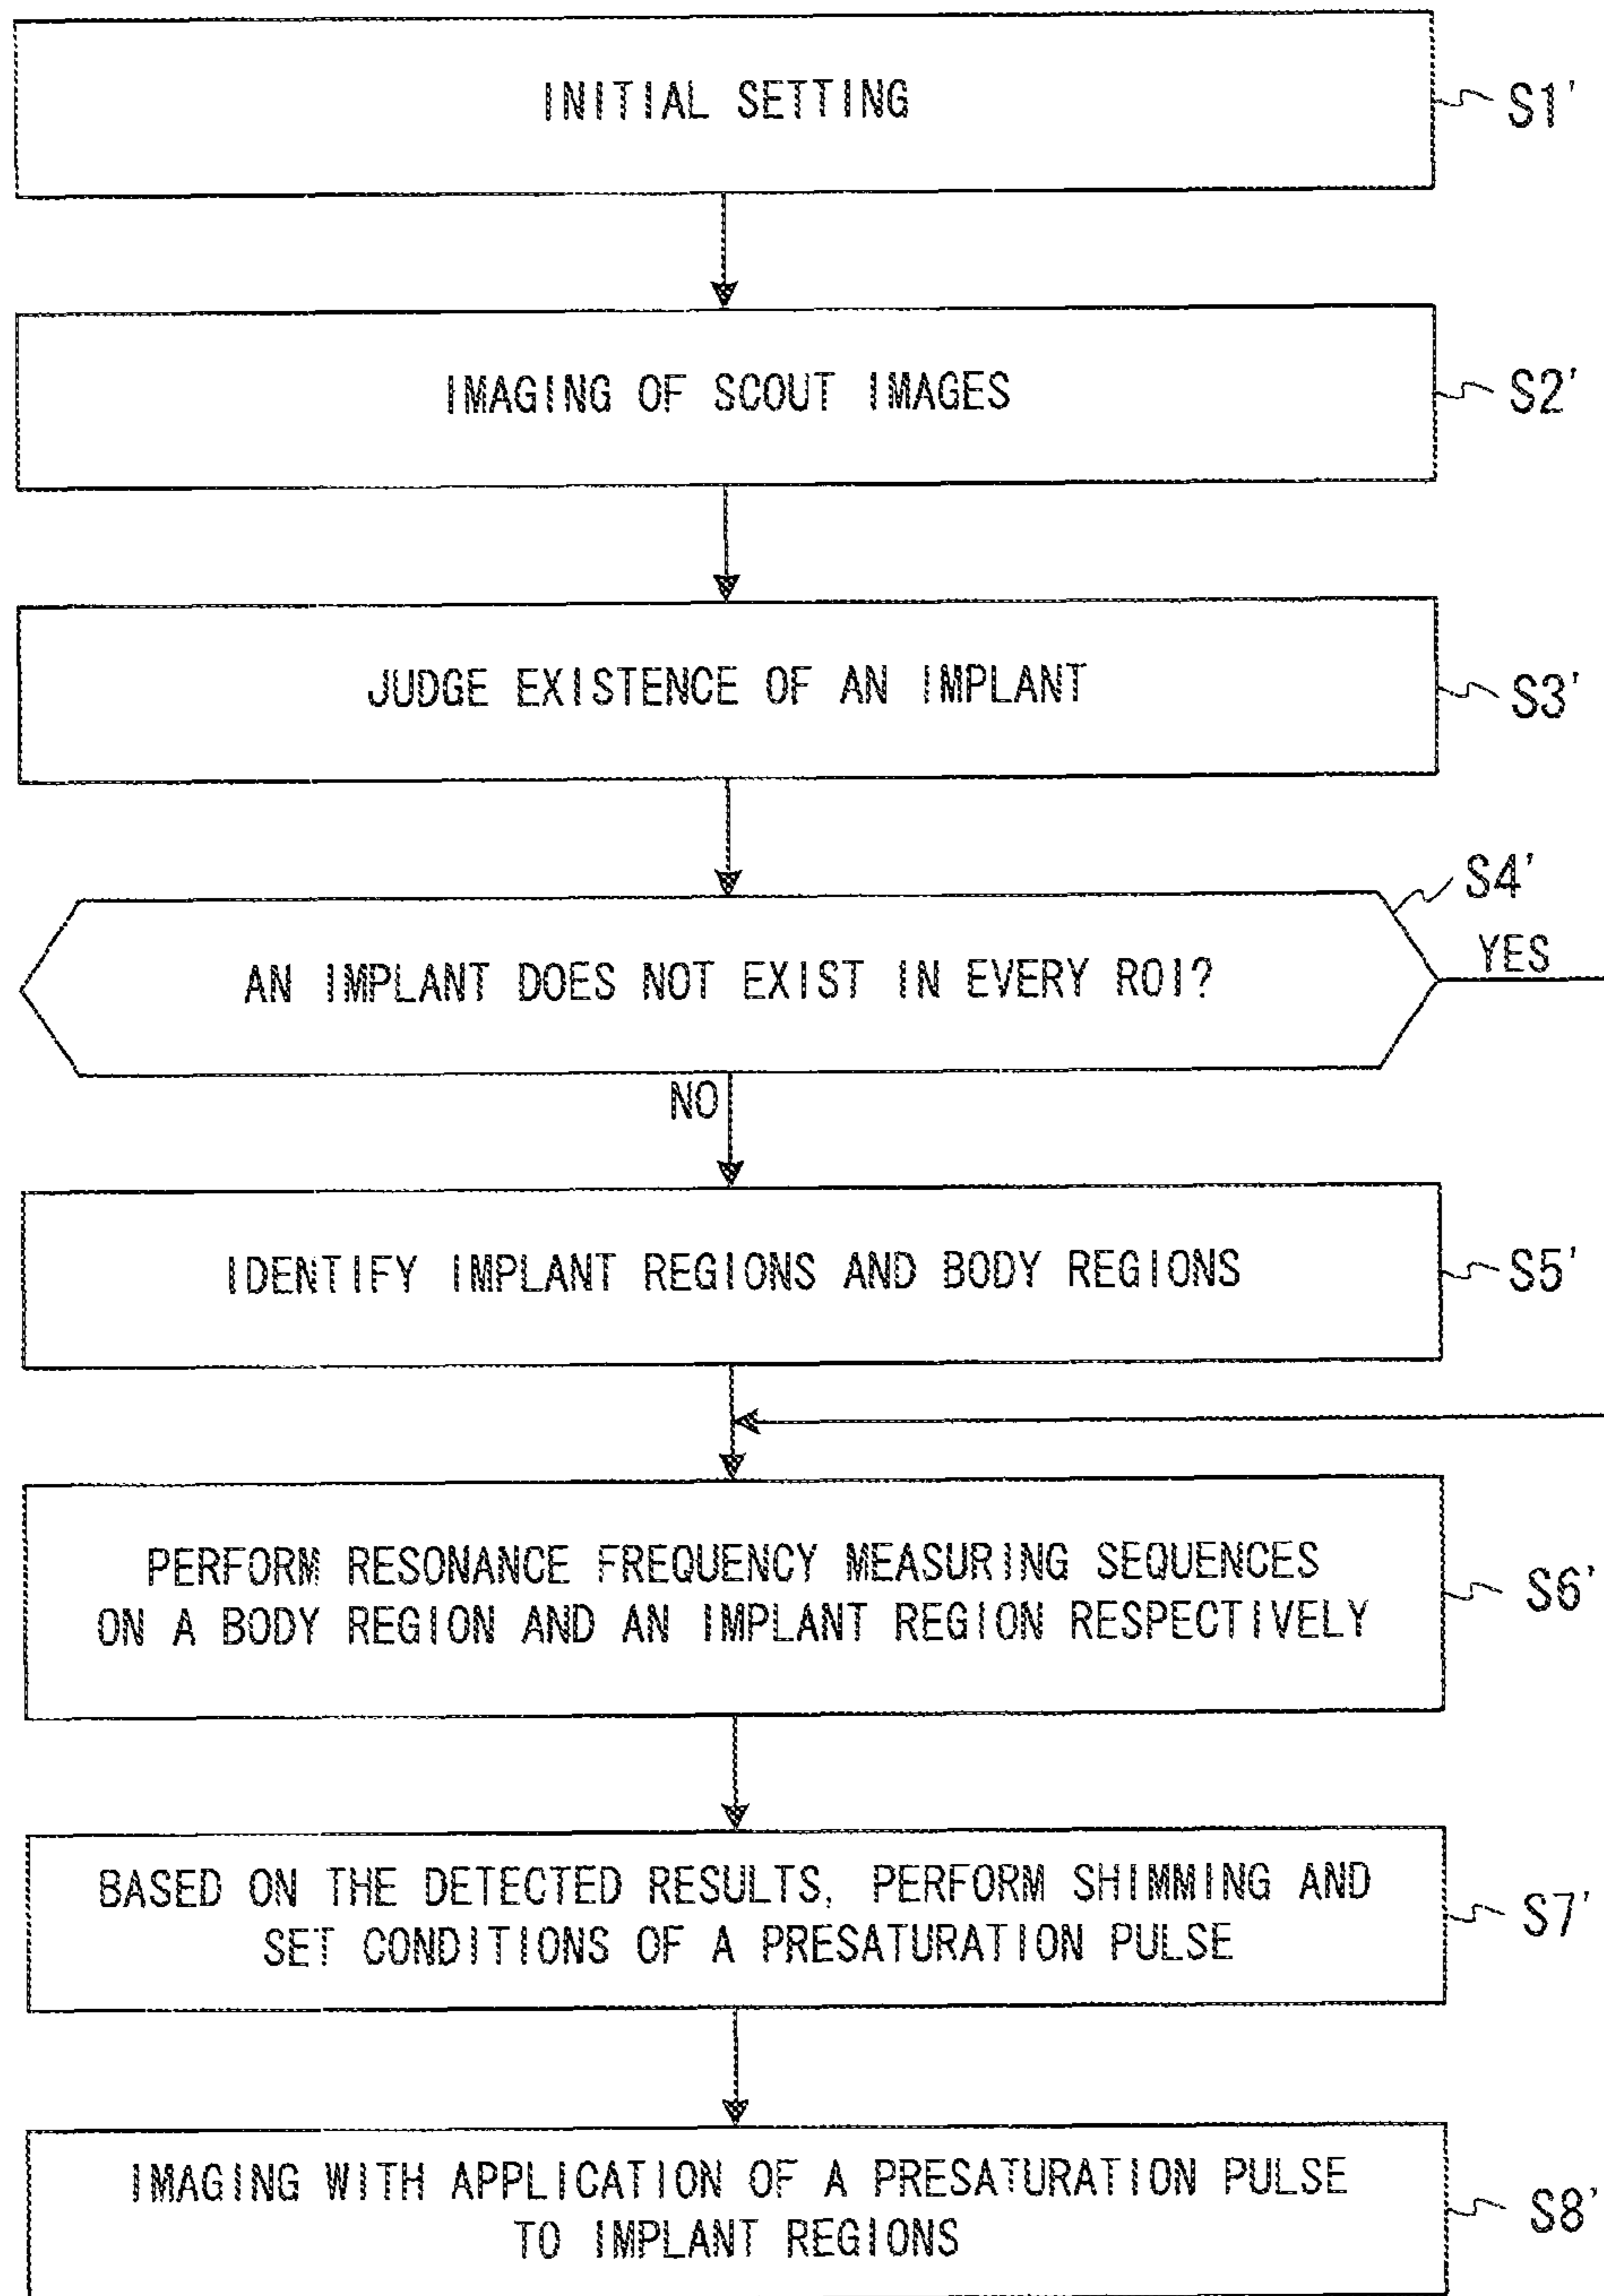 INITIAL SETTING
S1'
IMAGING OF SCOUT IMAGES
S2'
JUDGE EXISTENCE OF AN IMPLANT
S3'
S4'
AN IMPLANT DOES NOT EXIST IN EVERY ROI?
YES
NO
IDENTIFY IMPLANT REGIONS AND BODY REGIONS
S5'
PERFORM RESONANCE FREQUENCY MEASURING SEQUENCES
ON A BODY REGION AND AN IMPLANT REGION RESPECTIVELY
S6'
BASED ON THE DETECTED RESULTS, PERFORM SHIMMING AND
SET CONDITIONS OF A PRESATURATION PULSE
S7'
IMAGING WITH APPLICATION OF A PRESATURATION PULSE
TO IMPLANT REGIONS
S8'